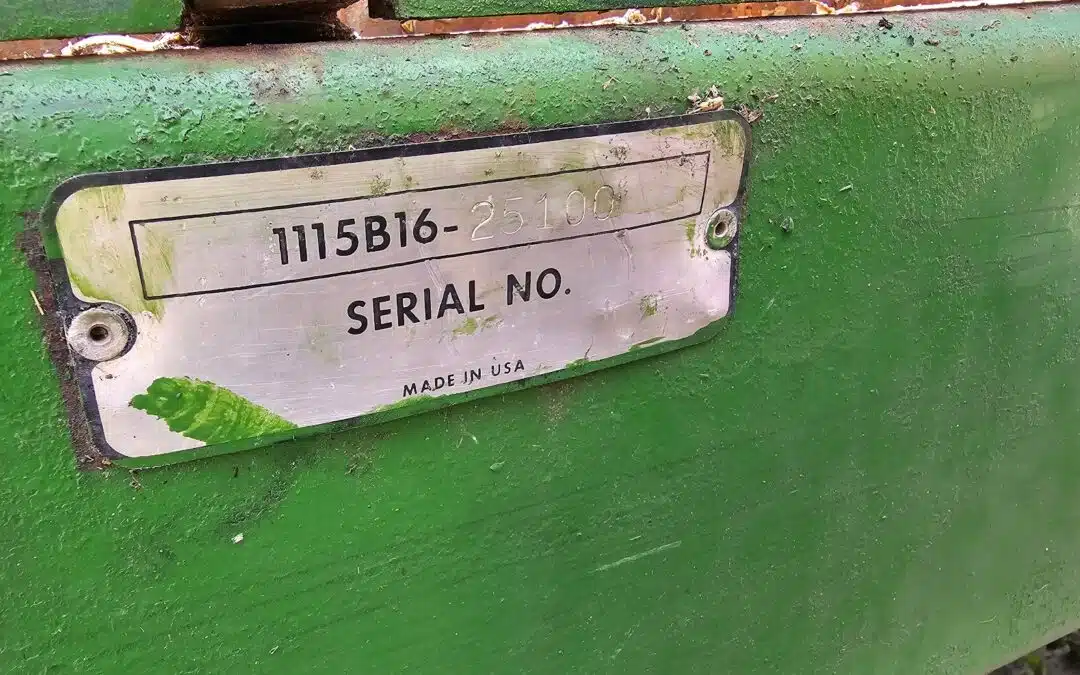 1115B16-25100
SERIAL NO.
MADE IN USA